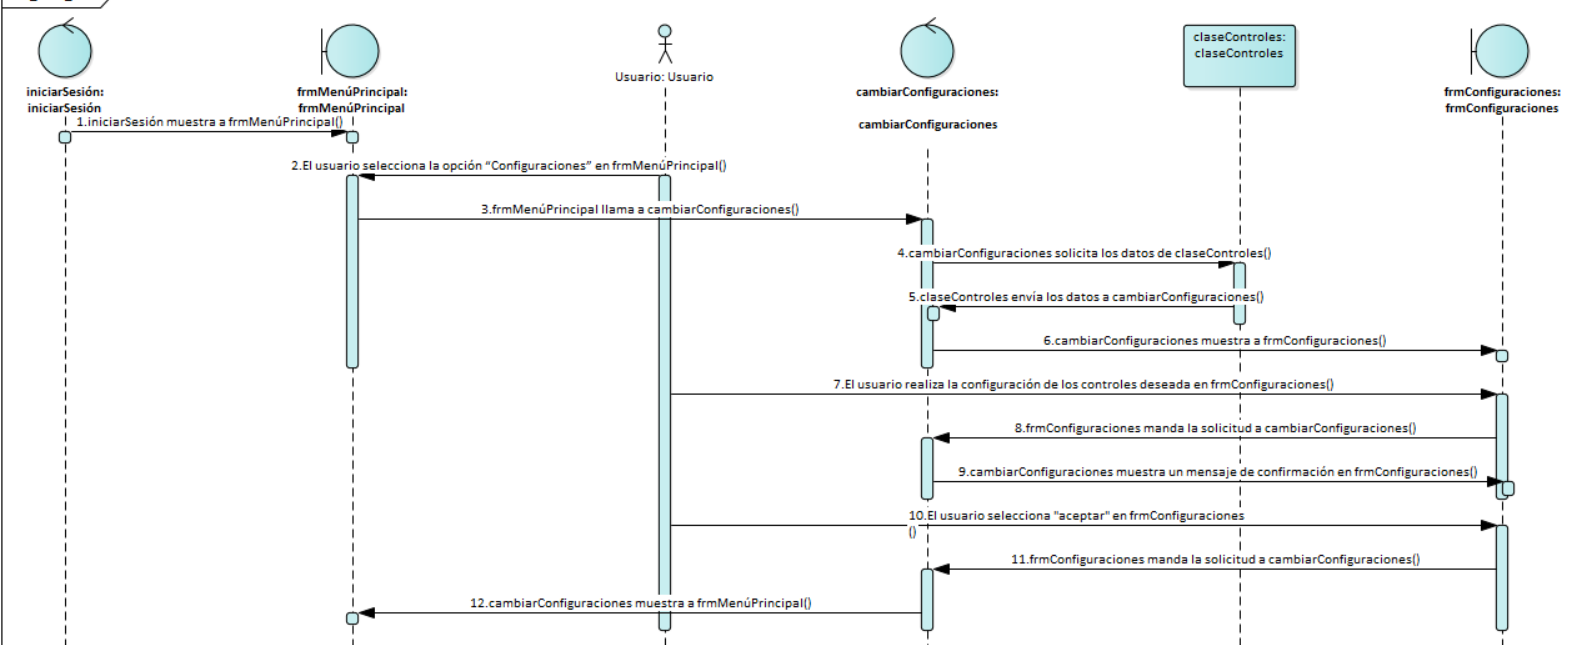 iniciarSesión:
iniciarSesión
frmMenúPrincipal:
frmMenúPrincipal
Usuario: Usuario
cambiarConfiguraciones:
cambiarConfiguraciones
claseControles:
claseControles
frmConfiguraciones:
frmConfiguraciones
1.iniciarSesión muestra a frmMenúPrincipal()
2.El usuario selecciona la opción “Configuraciones” en frmMenúPrincipal()
3.frmMenúPrincipal llama a cambiarConfiguraciones()
4.cambiarConfiguraciones solicita los datos de claseControles()
5.claseControles envía los datos a cambiarConfiguraciones()
6.cambiarConfiguraciones muestra a frmConfiguraciones()
7.El usuario realiza la configuración de los controles deseada en frmConfiguraciones()
8.frmConfiguraciones manda la solicitud a cambiarConfiguraciones()
9.cambiarConfiguraciones muestra un mensaje de confirmación en frmConfiguraciones()
10.El usuario selecciona "aceptar" en frmConfiguraciones
()
11.frmConfiguraciones manda la solicitud a cambiarConfiguraciones()
12.cambiarConfiguraciones muestra a frmMenúPrincipal()